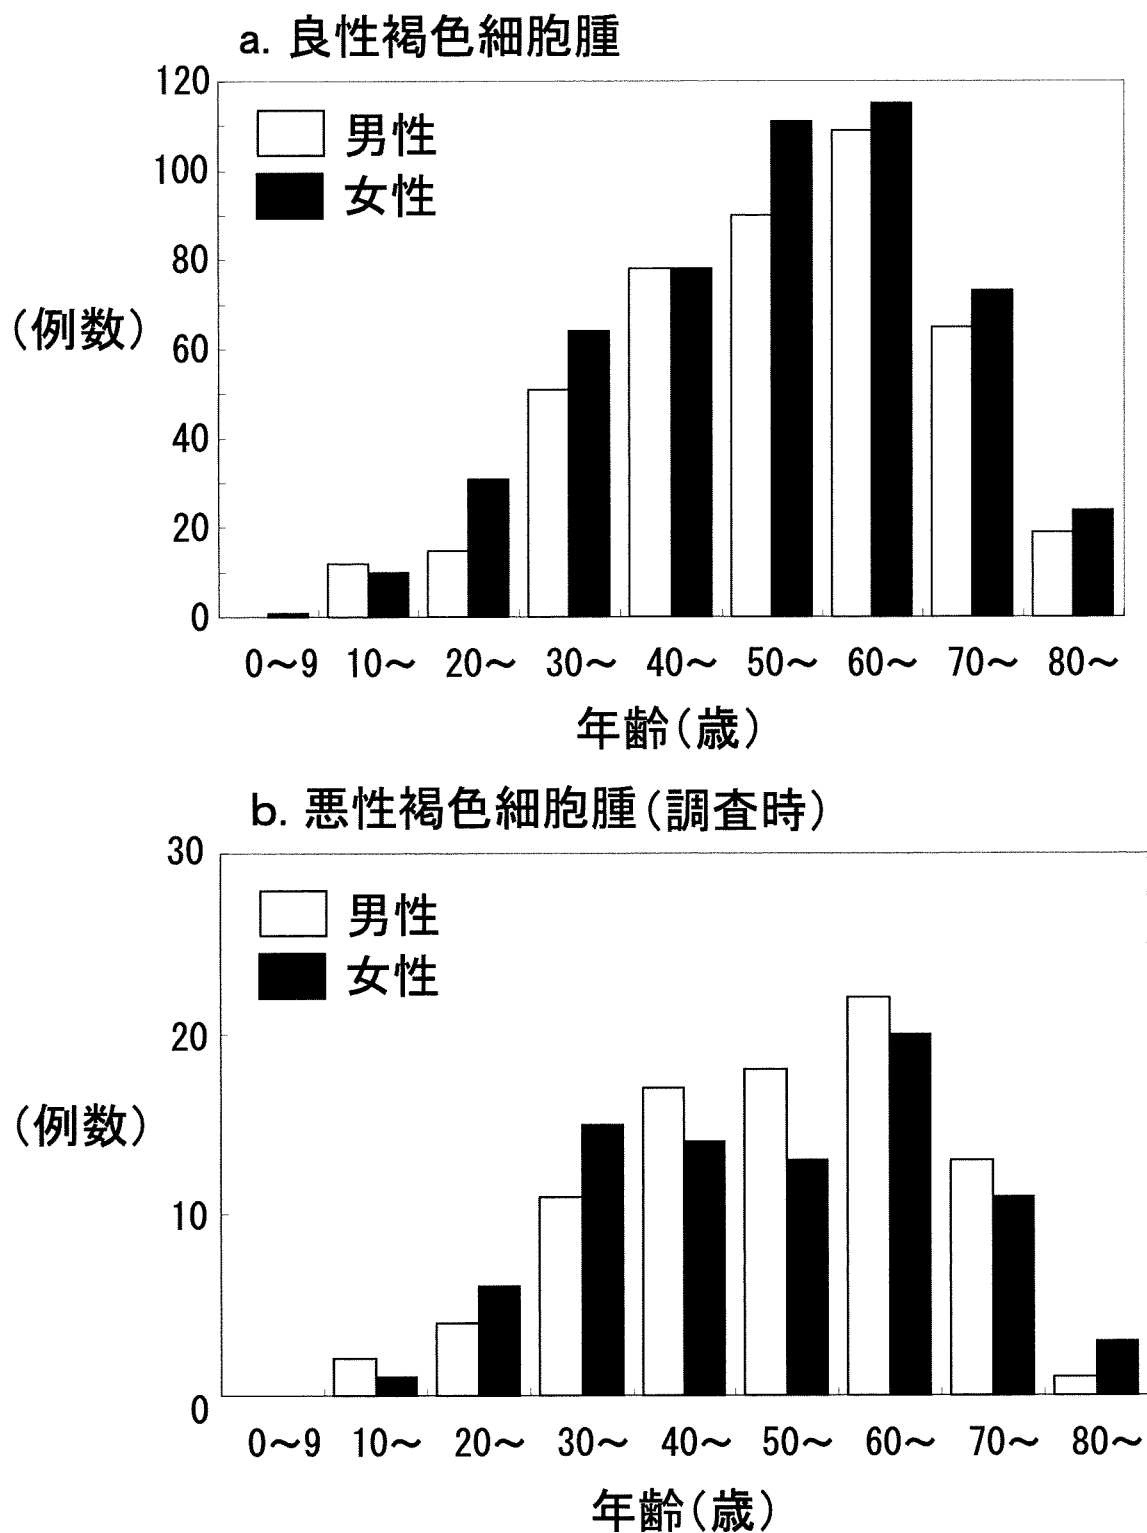 a. 良性褐色細胞腫
120
100
80
60
40
20
0
男性
女性
(例数)
0～9 10～ 20～ 30～ 40～ 50～ 60～ 70～ 80～
年齢(歳)
b. 悪性褐色細胞腫(調査時)
30
20
10
0
男性
女性
(例数)
0～9 10～ 20～ 30～ 40～ 50～ 60～ 70～ 80～
年齢(歳)